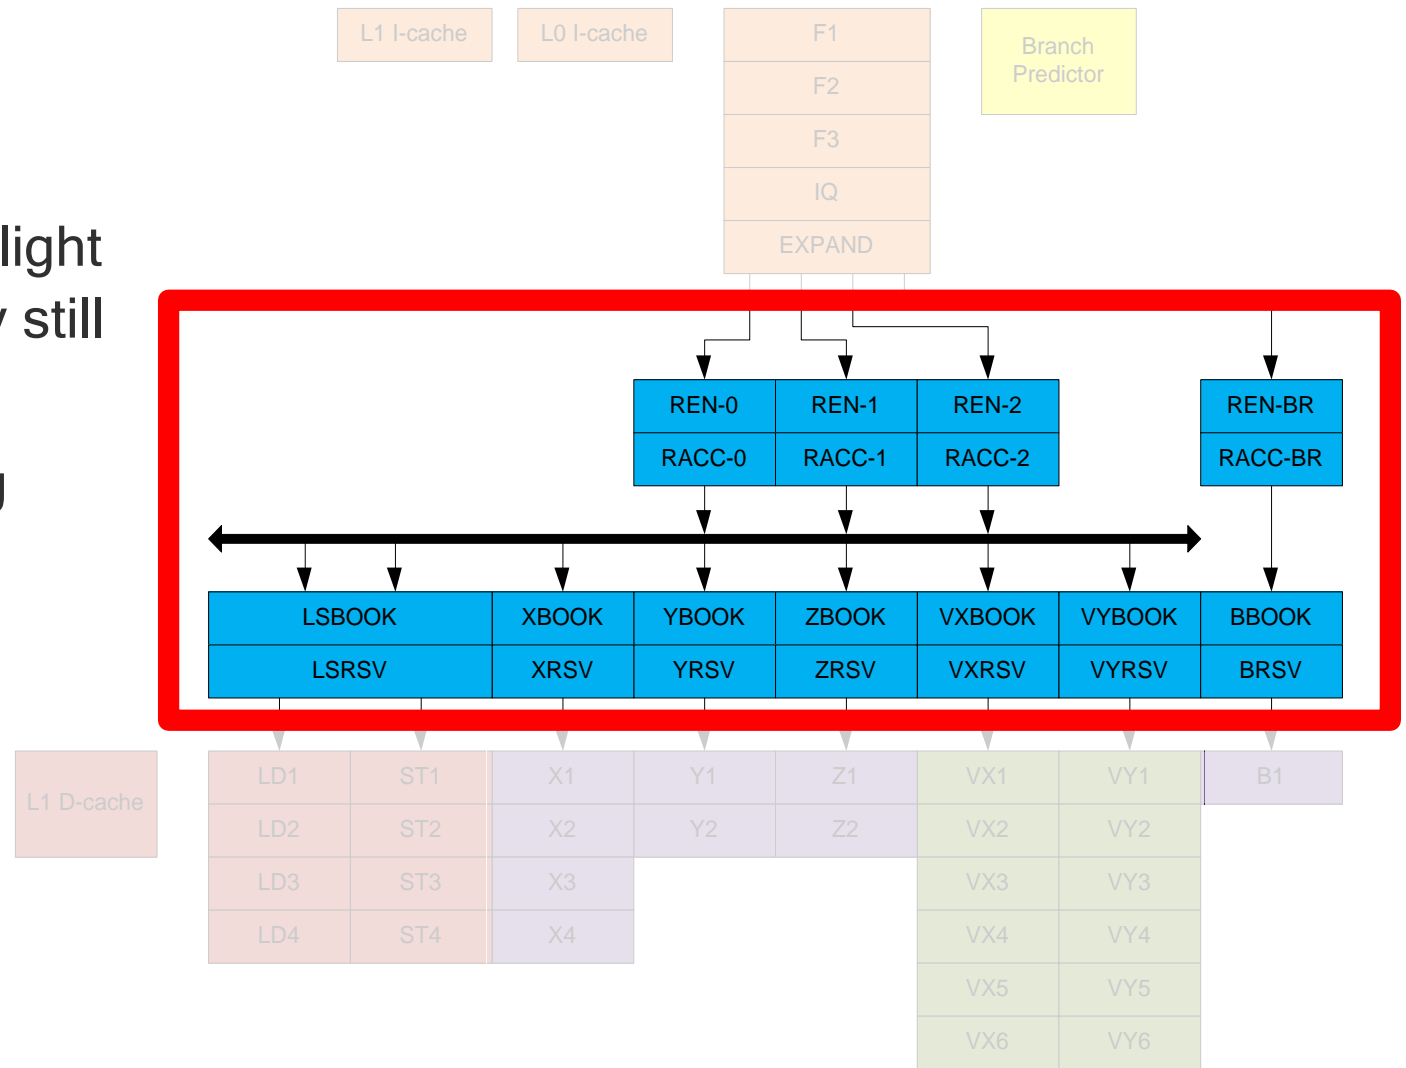 L1 I-cache L0 I-cache F1 Branch
Predictor
F2
F3
IQ
EXPAND
light
still
REN-0 REN-1 REN-2 REN-BR
RACC-0 RACC-1 RACC-2 RACC-BR
LSBOOK XBOOK YBOOK ZBOOK VXBOOK VYBOOK BBOOK
LSRSV XRSV YRSV ZRSV VXRSV VYRSV BRSV
L1 D-cache
LD1 ST1 X1 Y1 Z1 VX1 VY1 B1
LD2 ST2 X2 Y2 Z2 VX2 VY2
LD3 ST3 X3 VX3 VY3
LD4 ST4 X4 VX4 VY4
VX5 VY5
VX6 VY6